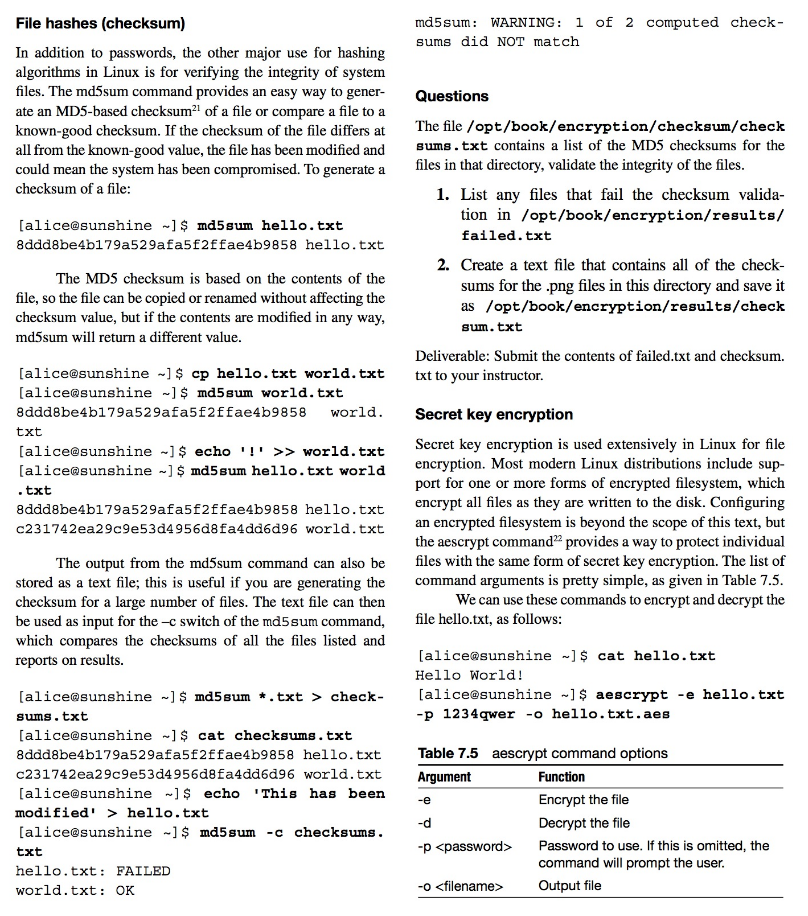 File hashes (checksum)
In addition to passwords, the other major use for hashing
algorithms in Linux is for verifying the integrity of system
files. The md5sum command provides an easy way to gener-
ate an MD5-based checksum21 of a file or compare a file to a
known-good checksum. If the checksum of the file differs at
all from the known-good value, the file has been modified and
could mean the system has been compromised. To generate a
checksum of a file:
[alice@sunshine ~]$ md5sum hello.txt
8ddd8be4b179a529afa5f2ffae4b9858 hello.txt
The MD5 checksum is based on the contents of the
file, so the file can be copied or renamed without affecting the
checksum value, but if the contents are modified in any way,
md5sum will return a different value.
[alice@sunshine ~]$ cp hello.txt world.txt
[alice@sunshine ~]$ md5sum world.txt
8ddd8be4b179a529afa5f2ffae4b9858 world.
txt
[alice@sunshine ~]$ echo '!' >> world.txt
[alice@sunshine ~]$ md5sum hello.txt world
.txt
8ddd8be4b179a529afa5f2ffae4b9858 hello.txt
c231742ea29c9e53d4956d8fa4dd6d96 world.txt
The output from the md5sum command can also be
stored as a text file; this is useful if you are generating the
checksum for a large number of files. The text file can then
be used as input for the –c switch of the md5sum command,
which compares the checksums of all the files listed and
reports on results.
[alice@sunshine ~]$ md5sum *.txt > check-
sums.txt
[alice@sunshine ~]$ cat checksums.txt
8ddd8be4b179a529afa5f2ffae4b9858 hello.txt
c231742ea29c9e53d4956d8fa4dd6d96 world.txt
[alice@sunshine ~]$ echo 'This has been
modified' > hello.txt
[alice@sunshine ~]$ md5sum -c checksums.
txt
hello.txt: FAILED
world.txt: OK
md5sum: WARNING: 1 of 2 computed check-
sums did NOT match
Questions
The file /opt/book/encryption/checksum/check
sums.txt contains a list of the MD5 checksums for the
files in that directory, validate the integrity of the files.
1. List any files that fail the checksum valida-
tion in /opt/book/encryption/results/
failed.txt
2. Create a text file that contains all of the check-
sums for the .png files in this directory and save it
as /opt/book/encryption/results/check
sum.txt
Deliverable: Submit the contents of failed.txt and checksum.
txt to your instructor.
Secret key encryption
Secret key encryption is used extensively in Linux for file
encryption. Most modern Linux distributions include sup-
port for one or more forms of encrypted filesystem, which
encrypt all files as they are written to the disk. Configuring
an encrypted filesystem is beyond the scope of this text, but
the aescrypt command22 provides a way to protect individual
files with the same form of secret key encryption. The list of
command arguments is pretty simple, as given in Table 7.5.
We can use these commands to encrypt and decrypt the
file hello.txt, as follows:
[alice@sunshine ~]$ cat hello.txt
Hello World!
[alice@sunshine ~]$ aescrypt -e hello.txt
-p 1234qwer -o hello.txt.aes
Table 7.5 aescrypt command options
Argument Function
-e Encrypt the file
-d Decrypt the file
-p <password> Password to use. If this is omitted, the
command will prompt the user.
-o <filename> Output file